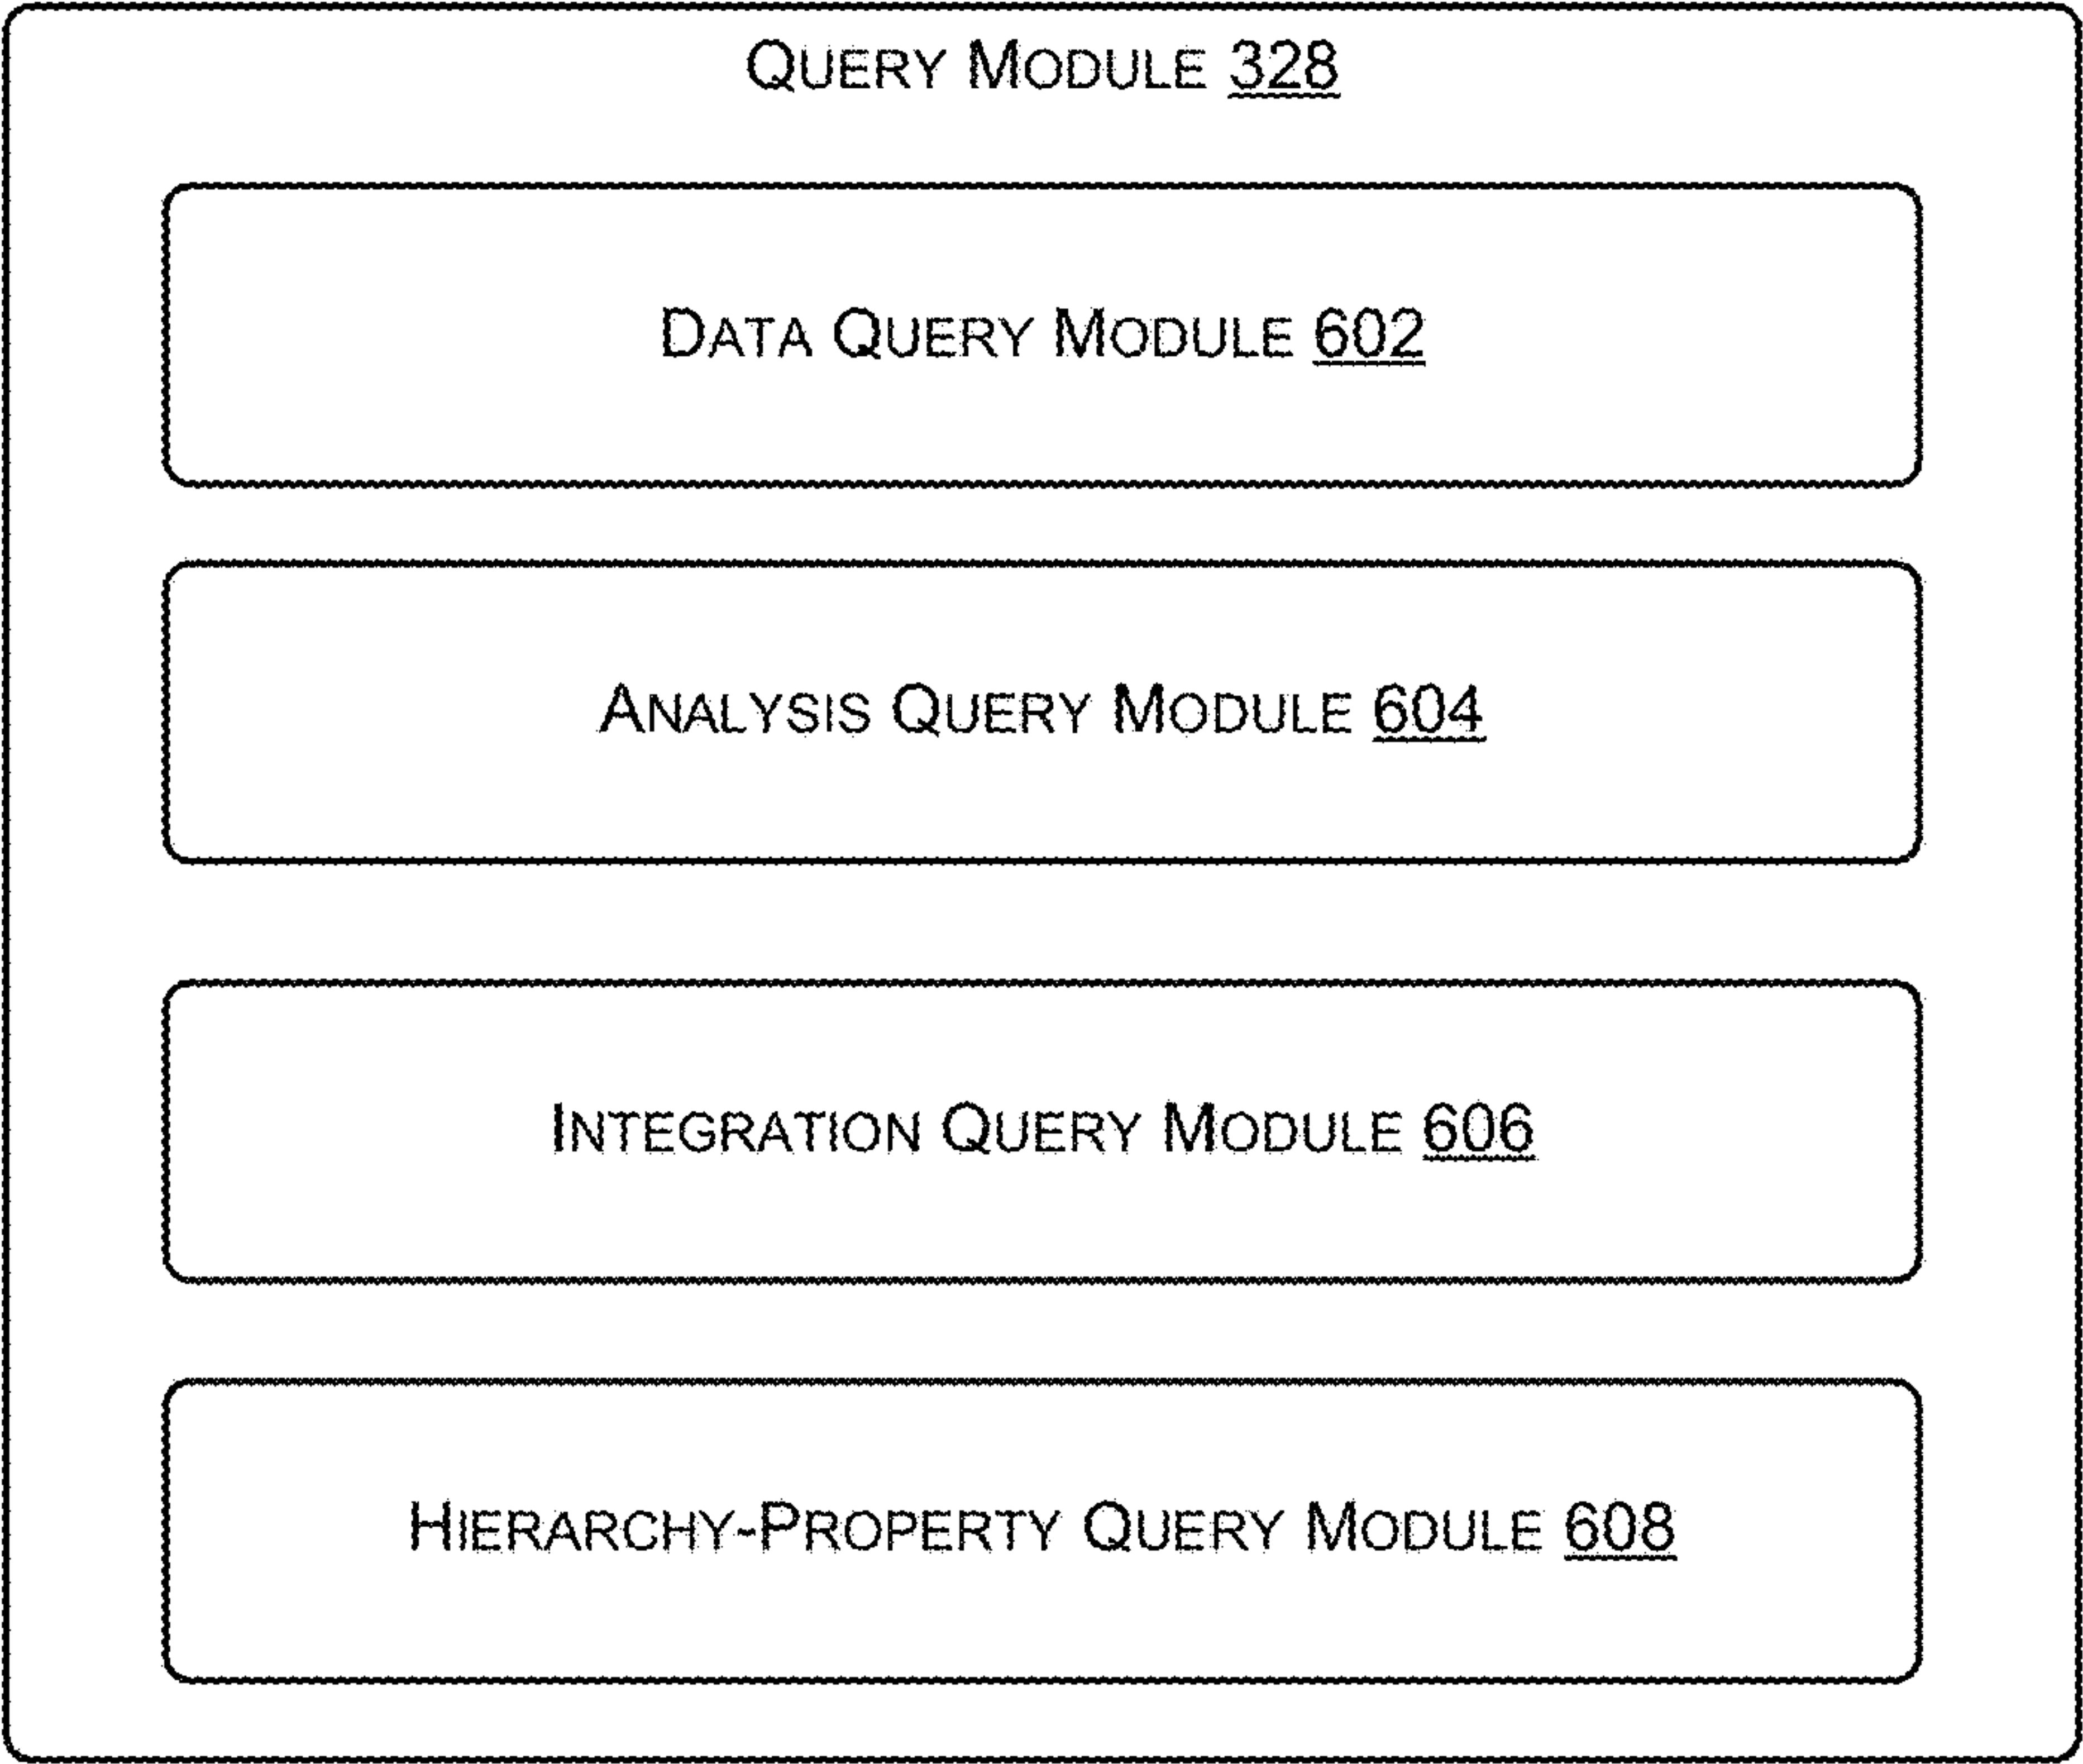 QUERY MODULE 328
DATA QUERY MODULE 602
ANALYSIS QUERY MODULE 604
INTEGRATION QUERY MODULE 606
HIERARCHY-PROPERTY QUERY MODULE 608